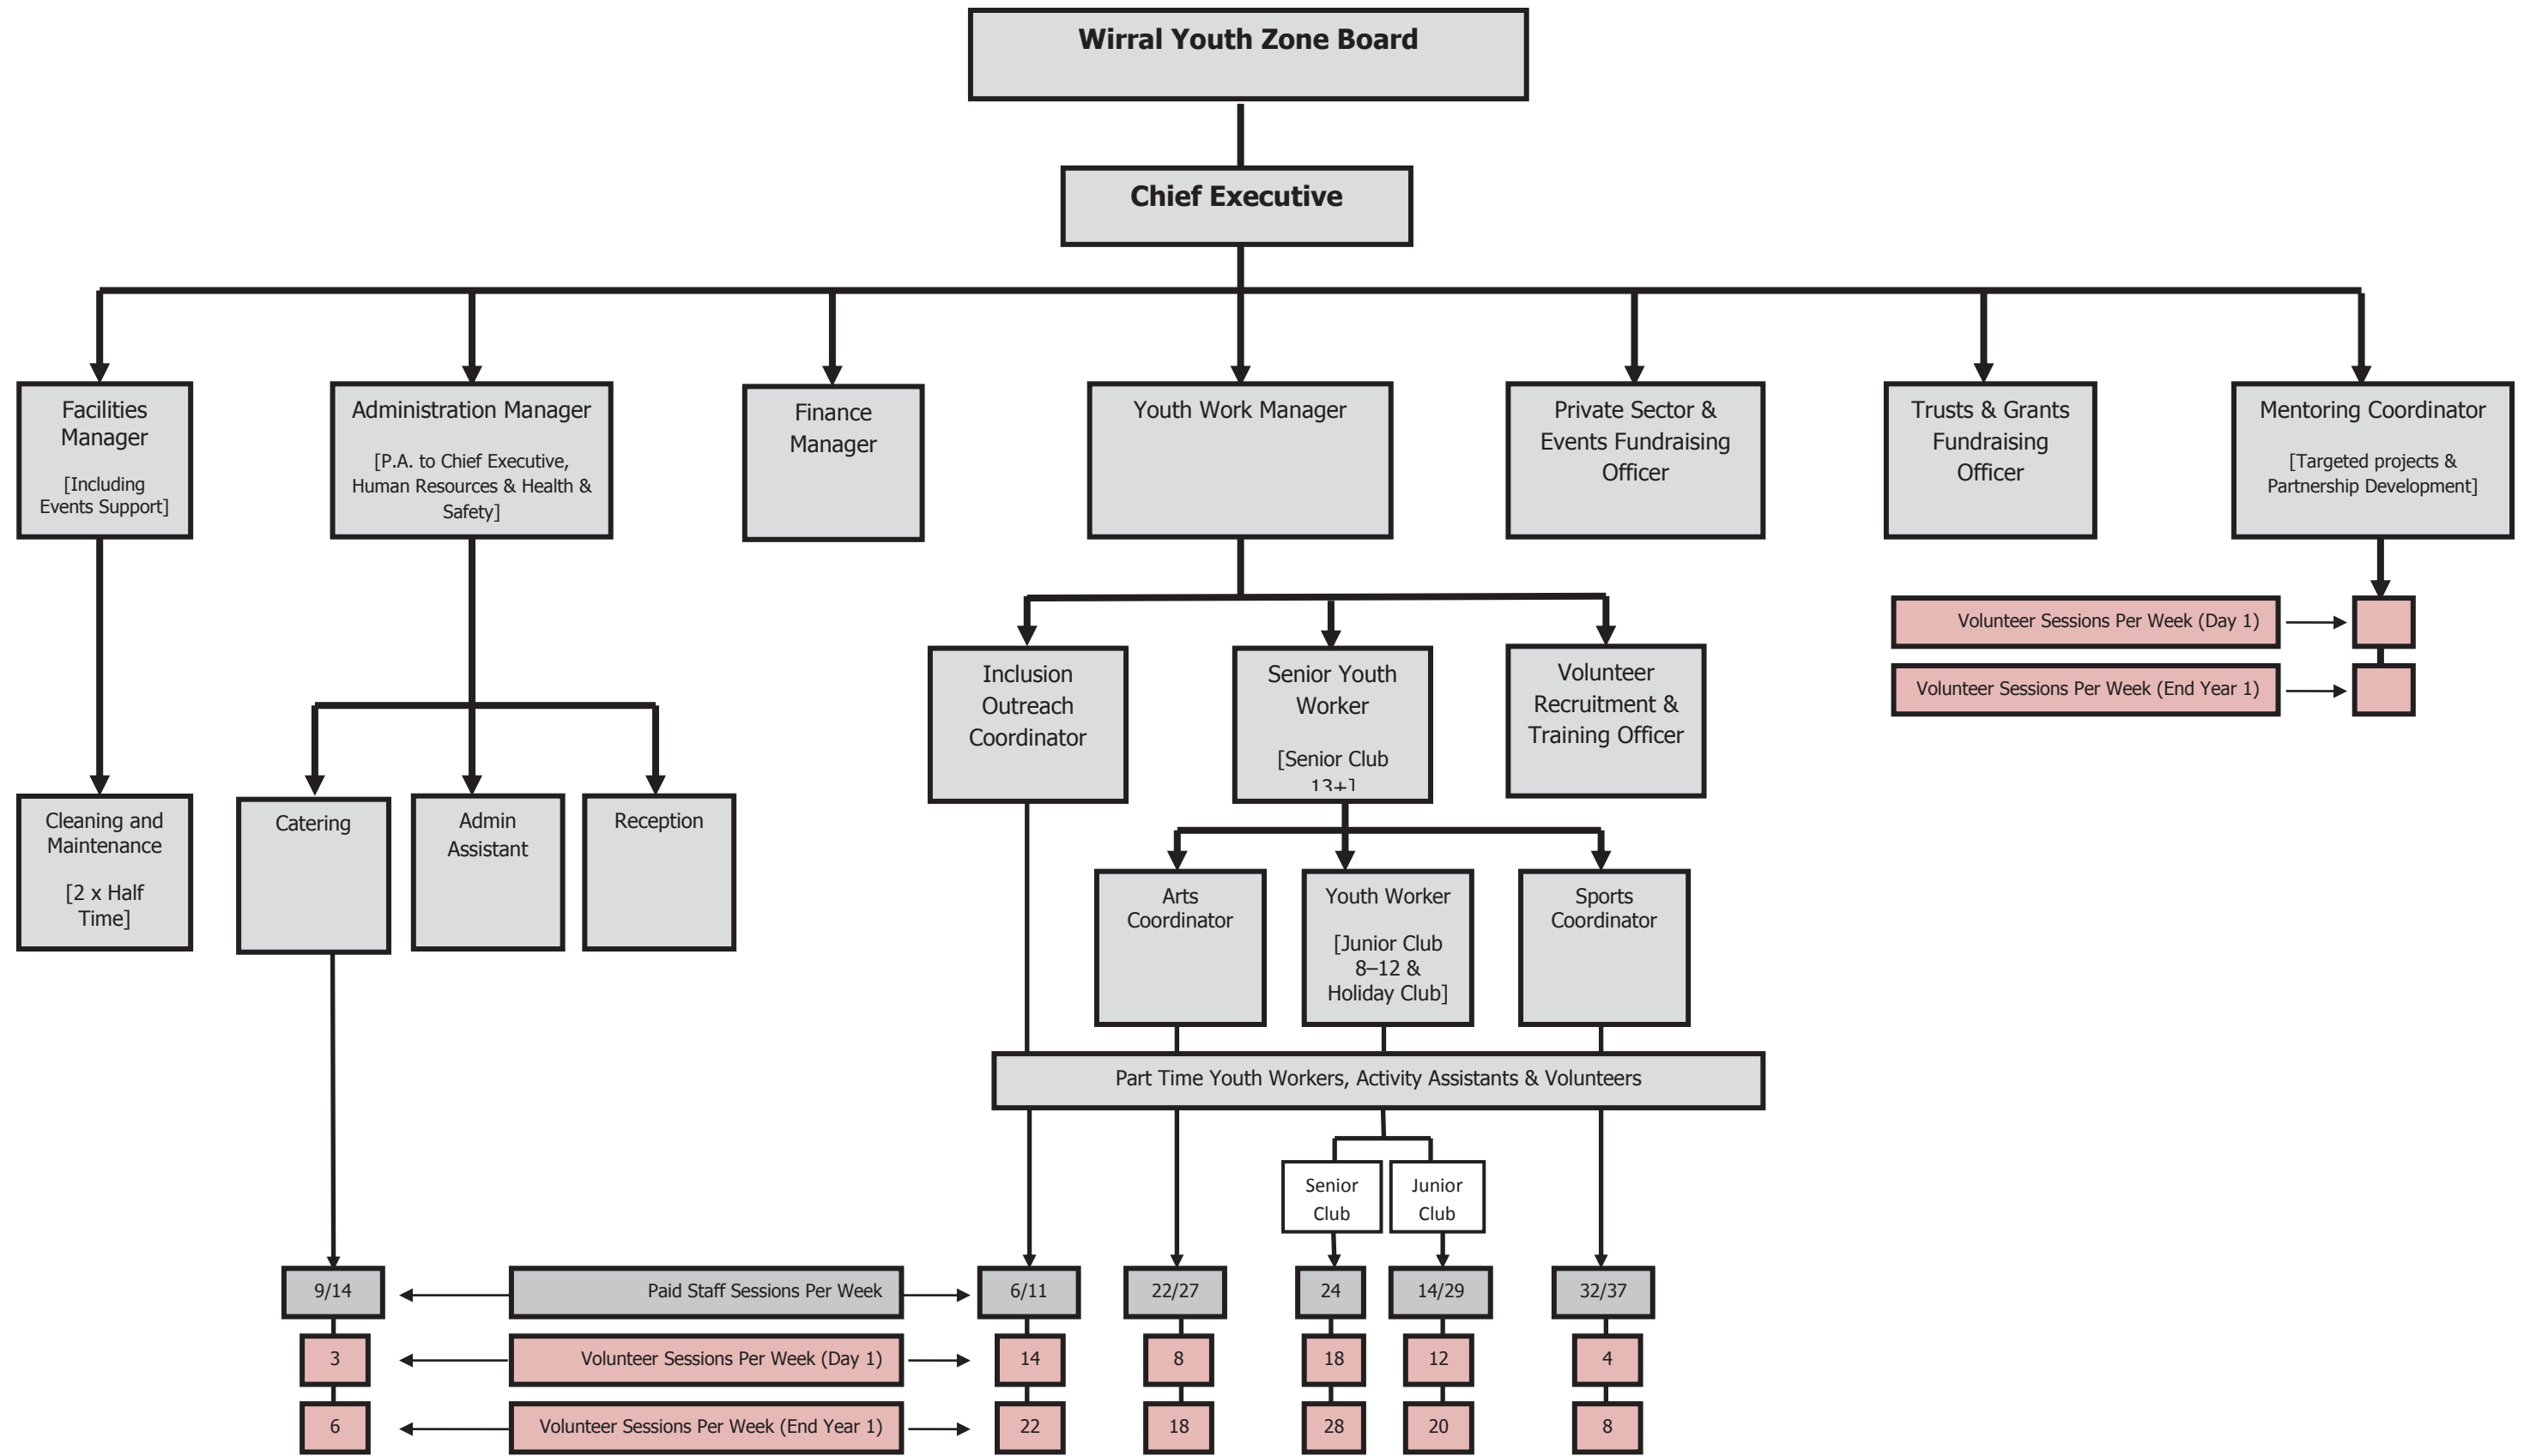 Wirral Youth Zone Board
Chief Executive
Facilities
Manager
[Including
Events Support]
Administration Manager
[P.A. to Chief Executive,
Human Resources & Health &
Safety]
Finance
Manager
Youth Work Manager
Private Sector &
Events Fundraising
Officer
Trusts & Grants
Fundraising
Officer
Mentoring Coordinator
[Targeted projects &
Partnership Development]
Volunteer Sessions Per Week (Day 1)
Volunteer Sessions Per Week (End Year 1)
Inclusion
Outreach
Coordinator
Senior Youth
Worker
[Senior Club
13+]
Volunteer
Recruitment &
Training Officer
Cleaning and
Maintenance
[2 x Half
Time]
Catering
Admin
Assistant
Reception
Arts
Coordinator
Youth Worker
[Junior Club
8–12 &
Holiday Club]
Sports
Coordinator
Part Time Youth Workers, Activity Assistants & Volunteers
Senior
Club
Junior
Club
9/14
Paid Staff Sessions Per Week
6/11
22/27
24
14/29
32/37
3
Volunteer Sessions Per Week (Day 1)
14
8
18
12
4
6
Volunteer Sessions Per Week (End Year 1)
22
18
28
20
8